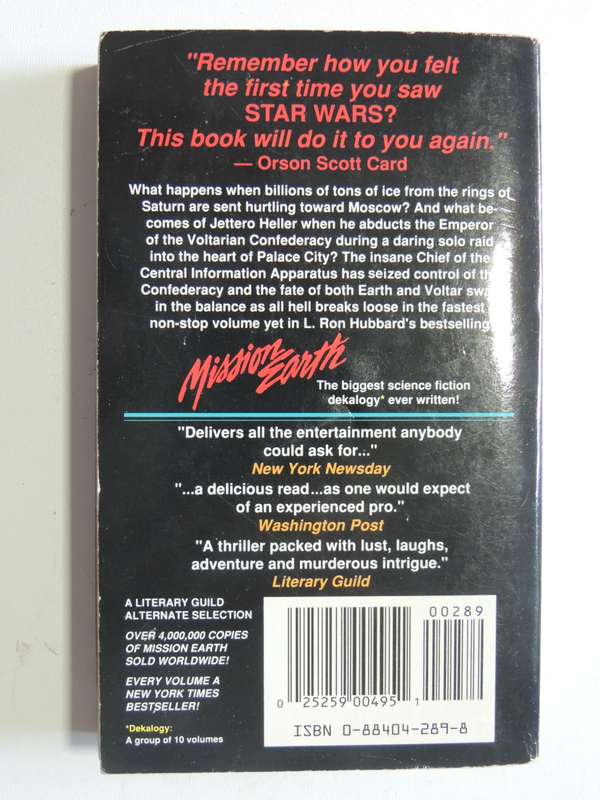 "Remember how you felt
the first time you saw
STAR WARS?
This book will do it to you again."
— Orson Scott Card
What happens when billions of tons of ice from the rings of
Saturn are sent hurtling toward Moscow? And what be-
comes of Jettero Heller when he abducts the Emperor
of the Voltarian Confederacy during a daring solo raid
into the heart of Palace City? The insane Chief of the
Central Information Apparatus has seized control of the
Confederacy and the fate of both Earth and Voltar
in the balance as all hell breaks loose in the fastest
non-stop volume yet in L. Ron Hubbard's bestselling
Mission Earth
The biggest science fiction
dekalogy* ever written!
"Delivers all the entertainment anybody
could ask for..."
New York Newsday
"...a delicious read...as one would expect
of an experienced pro."
Washington Post
"A thriller packed with lust, laughs,
adventure and murderous intrigue."
Literary Guild
A LITERARY GUILD
ALTERNATE SELECTION
OVER 4,000,000 COPIES
OF MISSION EARTH
SOLD WORLDWIDE!
EVERY VOLUME A
NEW YORK TIMES
BESTSELLER!
*Dekalogy:
A group of 10 volumes
00289
0 25259 00495 1
ISBN 0-88404-289-8